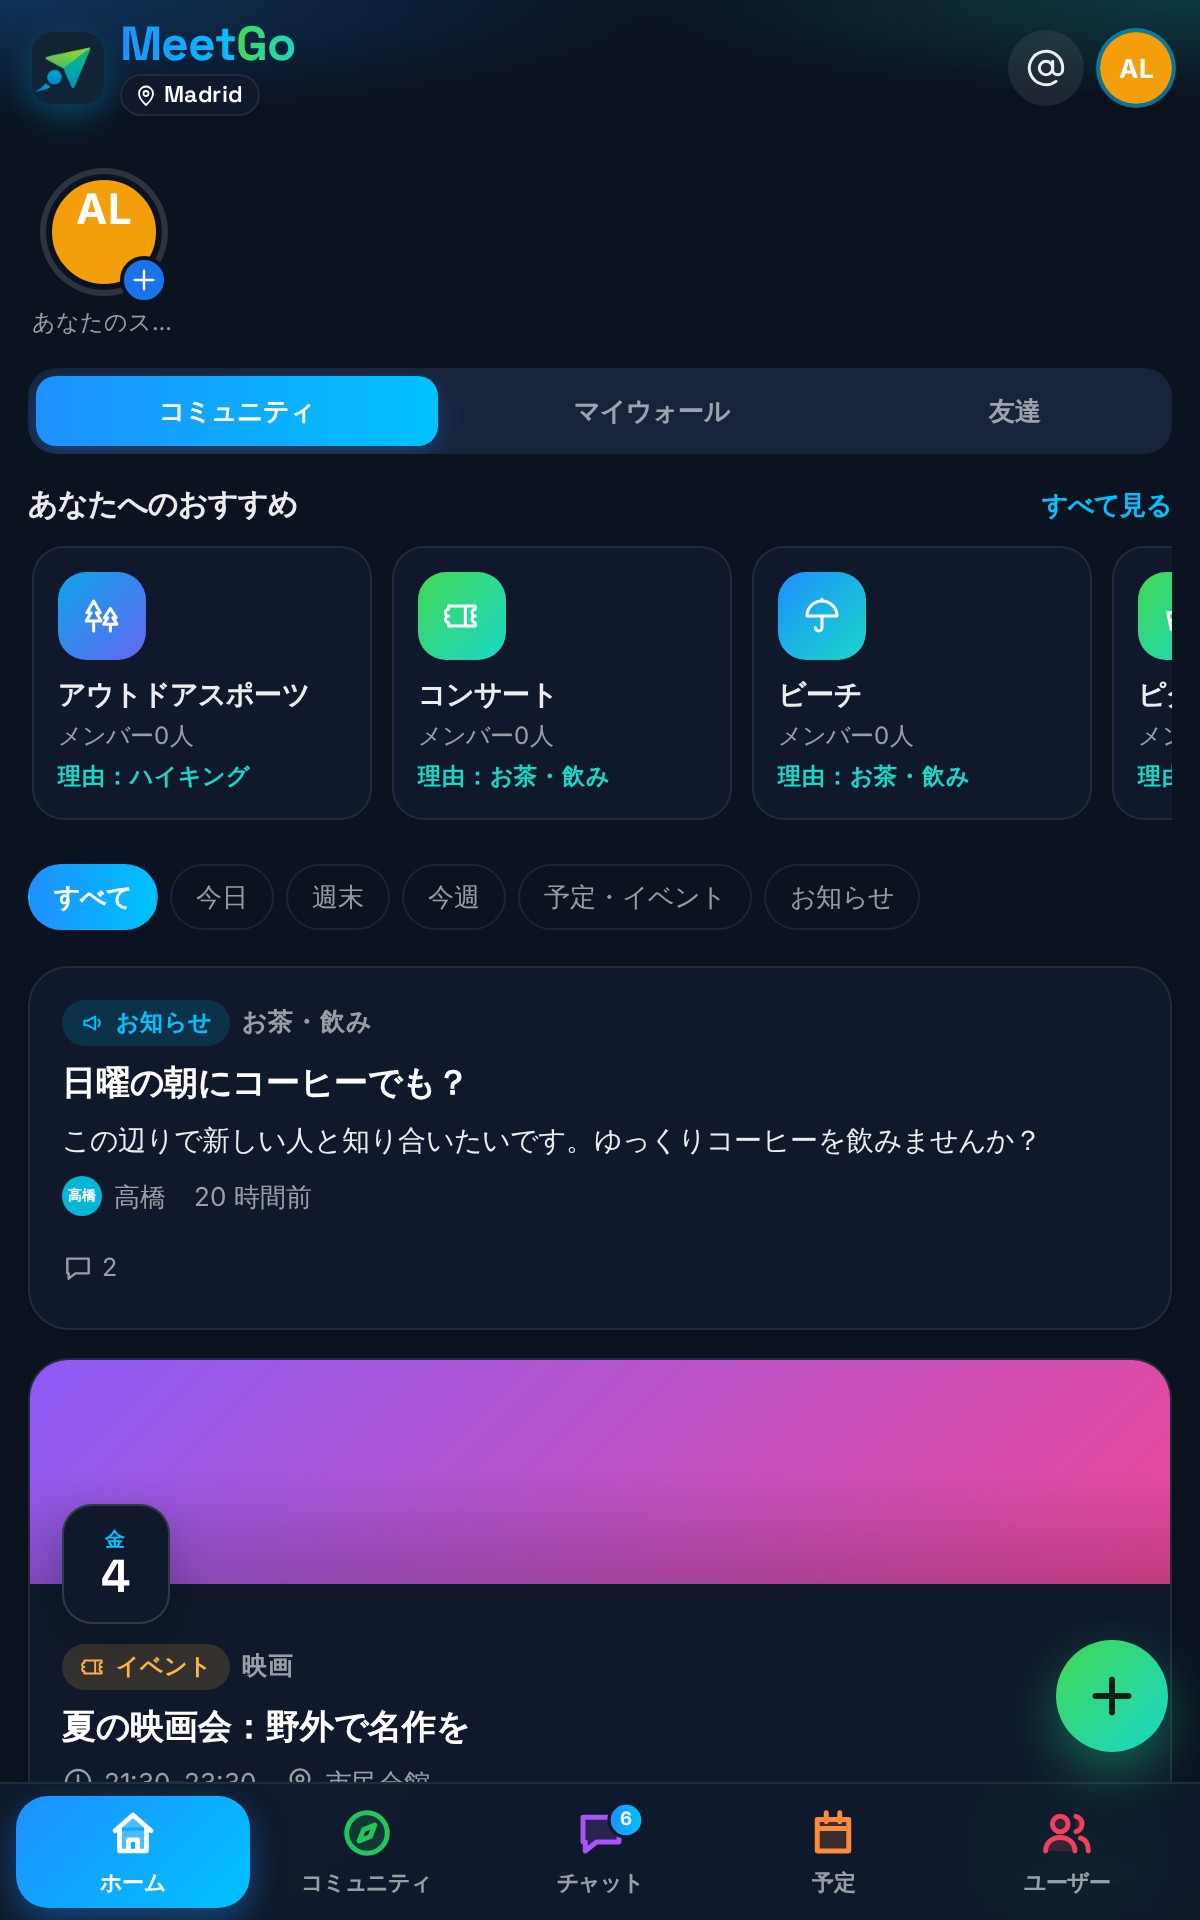 MeetGo
Madrid
AL
AL
あなたのス...
コミュニティ
マイウォール
友達
あなたへのおすすめ
すべて見る
アウトドアスポーツ
メンバー0人
理由：ハイキング
コンサート
メンバー0人
理由：お茶・飲み
ビーチ
メンバー0人
理由：お茶・飲み
すべて
今日
週末
今週
予定・イベント
お知らせ
お知らせ
お茶・飲み
日曜の朝にコーヒーでも？
この辺りで新しい人と知り合いたいです。ゆっくりコーヒーを飲みませんか？
高橋
高橋
20 時間前
2
金
4
イベント
映画
夏の映画会：野外で名作を
21:30–23:30
市民会館
ホーム
コミュニティ
6
チャット
予定
ユーザー